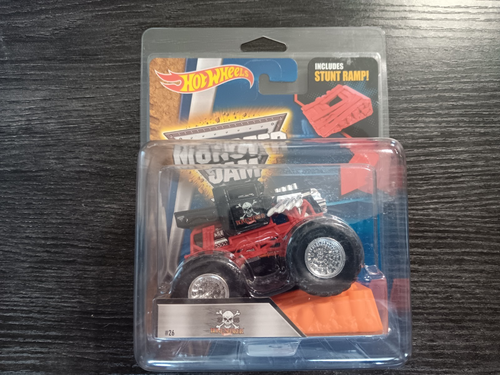 HOT WHEELS
INCLUDES
STUNT RAMP!
MONSTER
JAM
#26